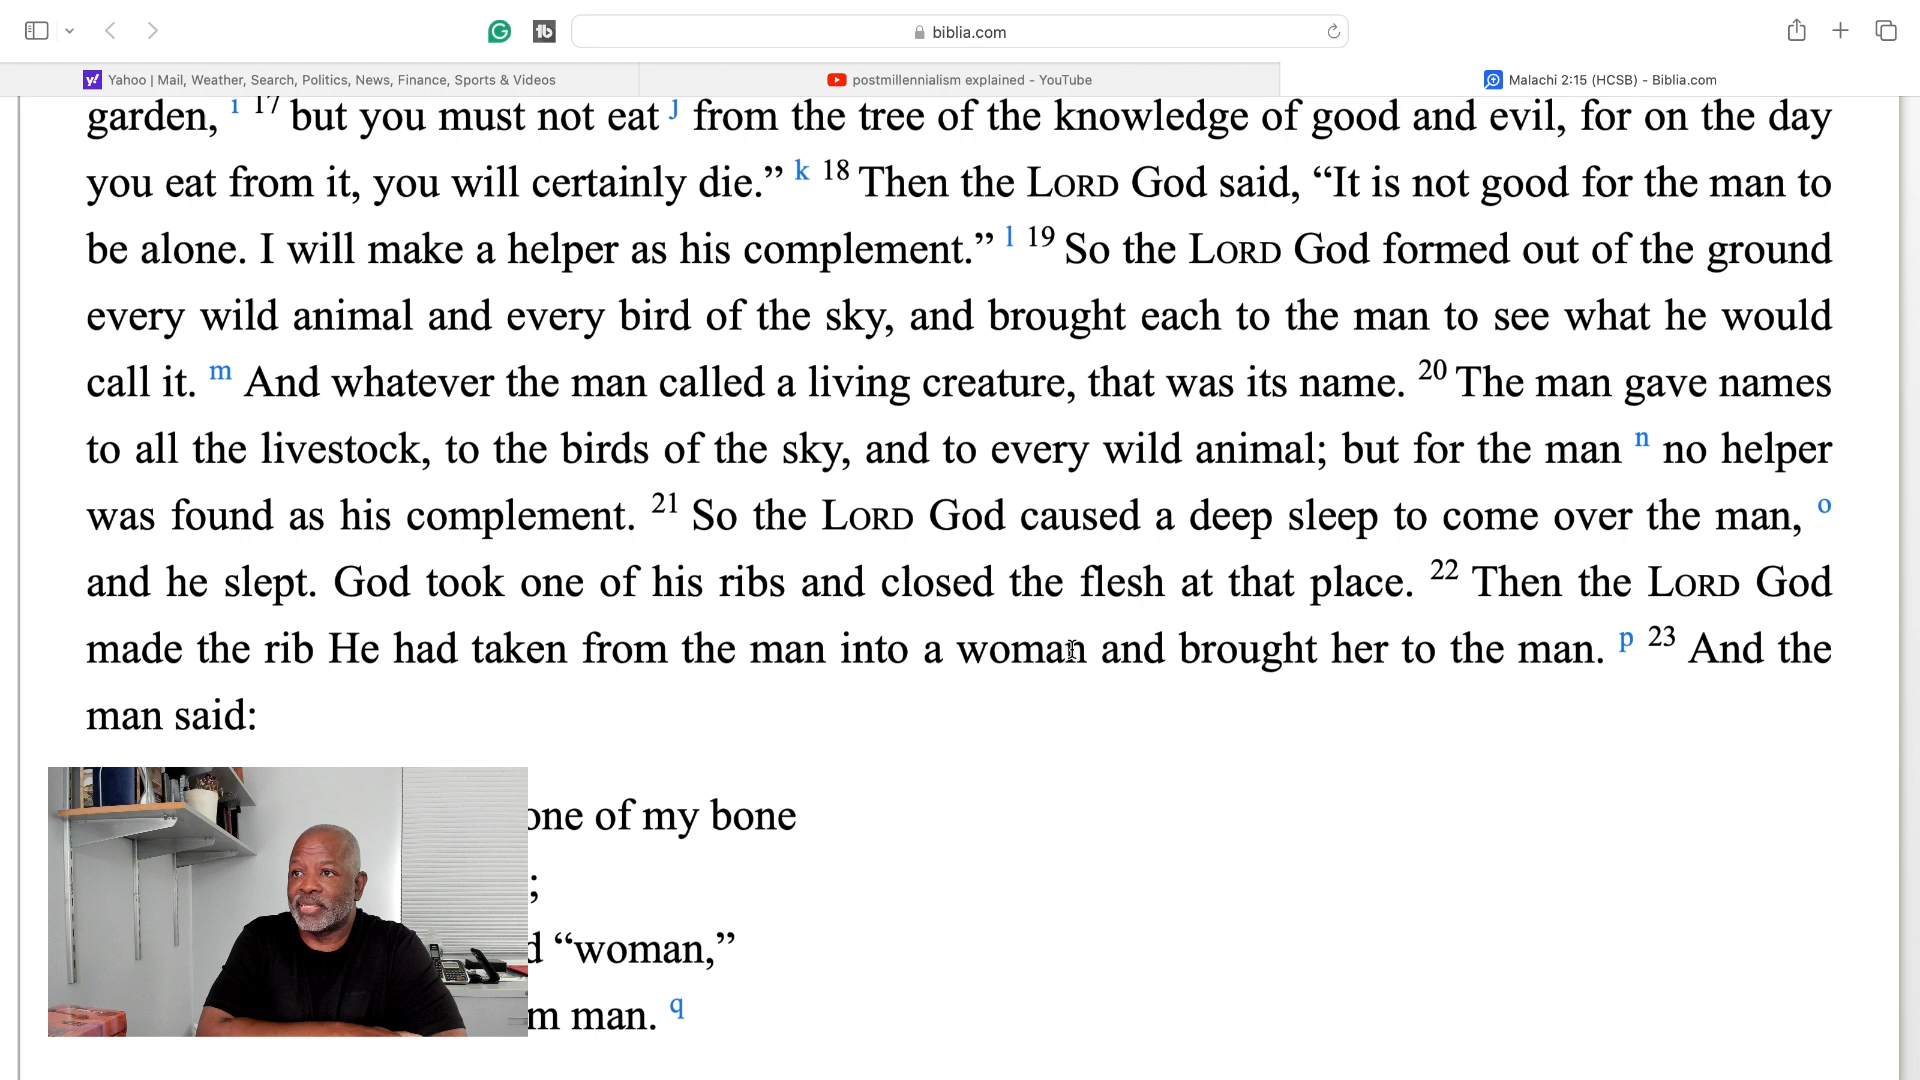 biblia.com
Yahoo | Mail, Weather, Search, Politics, News, Finance, Sports & Videos
postmillennialism explained - YouTube
Malachi 2:15 (HCSB) - Biblia.com
garden, i 17 but you must not eat j from the tree of the knowledge of good and evil, for on the day
you eat from it, you will certainly die.” k 18 Then the LORD God said, “It is not good for the man to
be alone. I will make a helper as his complement.” l 19 So the LORD God formed out of the ground
every wild animal and every bird of the sky, and brought each to the man to see what he would
call it. m And whatever the man called a living creature, that was its name. 20 The man gave names
to all the livestock, to the birds of the sky, and to every wild animal; but for the man n no helper
was found as his complement. 21 So the LORD God caused a deep sleep to come over the man, o
and he slept. God took one of his ribs and closed the flesh at that place. 22 Then the LORD God
made the rib He had taken from the man into a woman and brought her to the man. p 23 And the
man said:
one of my bone
;
d “woman,”
m man. q